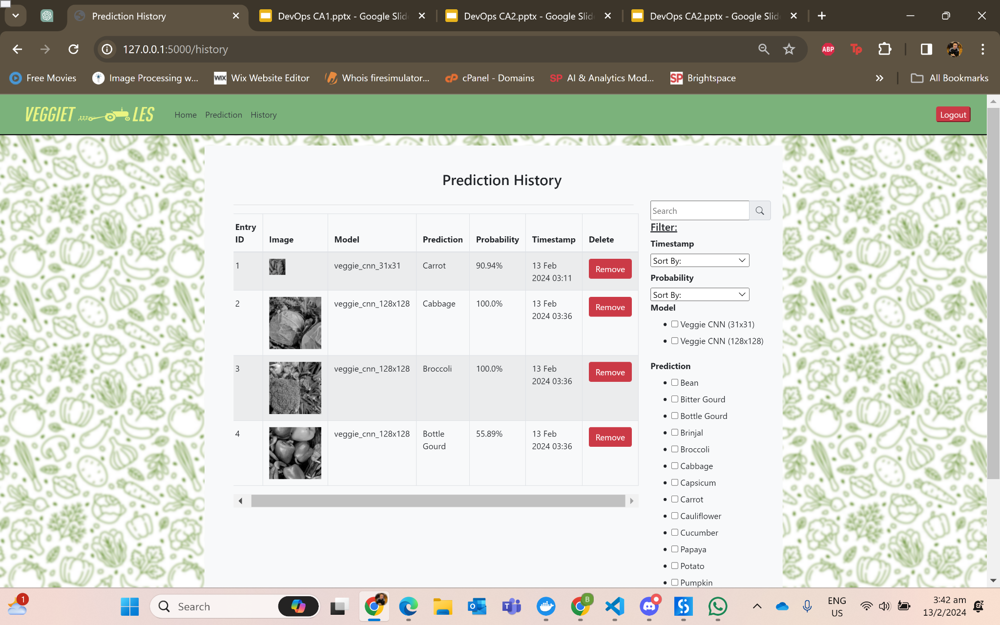 Prediction History
DevOps CA1.pptx - Google Slid
DevOps CA2.pptx - Google Slid
DevOps CA2.pptx - Google Slid
127.0.0.1:5000/history
ABP
Tp
Free Movies
Image Processing w...
WIX
Wix Website Editor
Whois firesimulator...
cP
cPanel - Domains
SP
AI & Analytics Mod...
SP
Brightspace
All Bookmarks
VEGGIET LES
Home
Prediction
History
Logout
Prediction History
Search
Filter:
Timestamp
Sort By:
Probability
Sort By:
Model
Veggie CNN (31x31)
Veggie CNN (128x128)
Prediction
Bean
Bitter Gourd
Bottle Gourd
Brinjal
Broccoli
Cabbage
Capsicum
Carrot
Cauliflower
Cucumber
Papaya
Potato
Pumpkin
Entry ID Image Model Prediction Probability Timestamp Delete
1 veggie_cnn_31x31 Carrot 90.94% 13 Feb 2024 03:11 Remove
2 veggie_cnn_128x128 Cabbage 100.0% 13 Feb 2024 03:36 Remove
3 veggie_cnn_128x128 Broccoli 100.0% 13 Feb 2024 03:36 Remove
4 veggie_cnn_128x128 Bottle Gourd 55.89% 13 Feb 2024 03:36 Remove
1
Search
B
ENG
US
3:42 am
13/2/2024